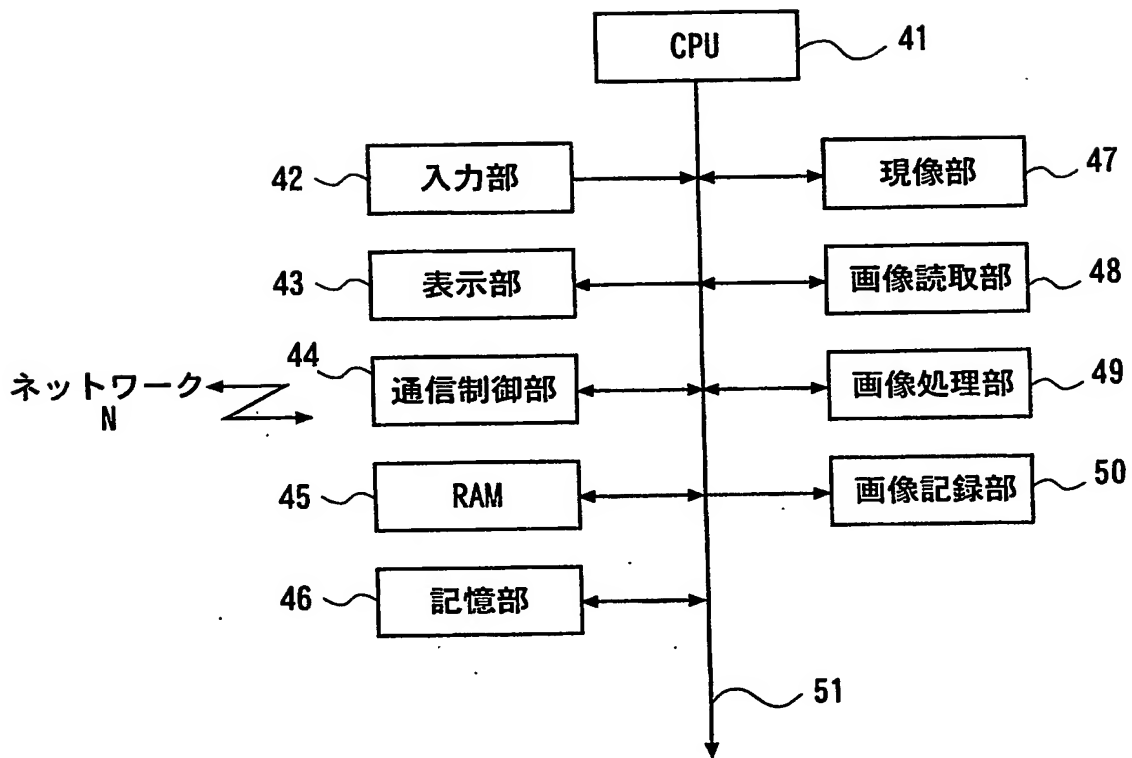 CPU
41
42
入力部
現像部
47
43
表示部
画像読取部
48
ネットワーク
N
44
通信制御部
画像処理部
49
45
RAM
画像記録部
50
46
記憶部
51